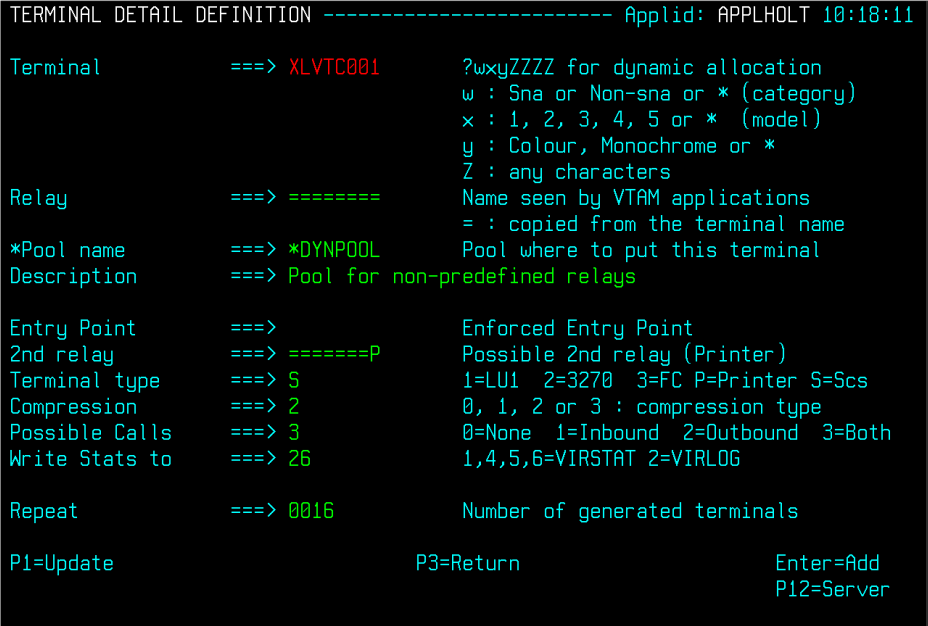 TERMINAL DETAIL DEFINITION ------------------------- Applid: APPLHOLT 10:18:11
Terminal ===> XLVTC001 ?wxyZZZZ for dynamic allocation
w : Sna or Non-sna or * (category)
x : 1, 2, 3, 4, 5 or * (model)
y : Colour, Monochrome or *
Z : any characters
Relay ===> ======== Name seen by VTAM applications
= : copied from the terminal name
*Pool name ===> *DYNPOOL Pool where to put this terminal
Description ===> Pool for non-predefined relays
Entry Point ===> Enforced Entry Point
2nd relay ===> =======P Possible 2nd relay (Printer)
Terminal type ===> S 1=LU1 2=3270 3=FC P=Printer S=Scs
Compression ===> 2 0, 1, 2 or 3 : compression type
Possible Calls ===> 3 0=None 1=Inbound 2=Outbound 3=Both
Write Stats to ===> 26 1,4,5,6=VIRSTAT 2=VIRLOG
Repeat ===> 0016 Number of generated terminals
P1=Update P3=Return Enter=Add
P12=Server